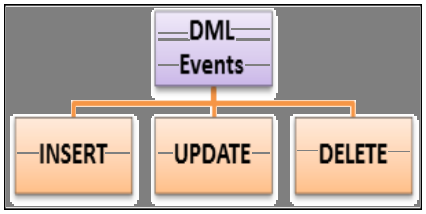 DML
Events
INSERT
UPDATE
DELETE